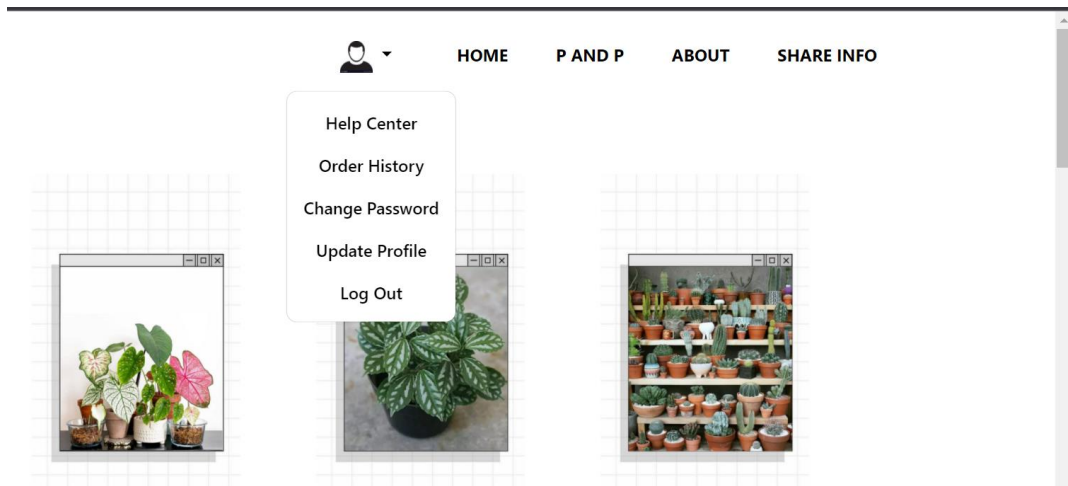 HOME P AND P ABOUT SHARE INFO
Help Center
Order History
Change Password
Update Profile
Log Out